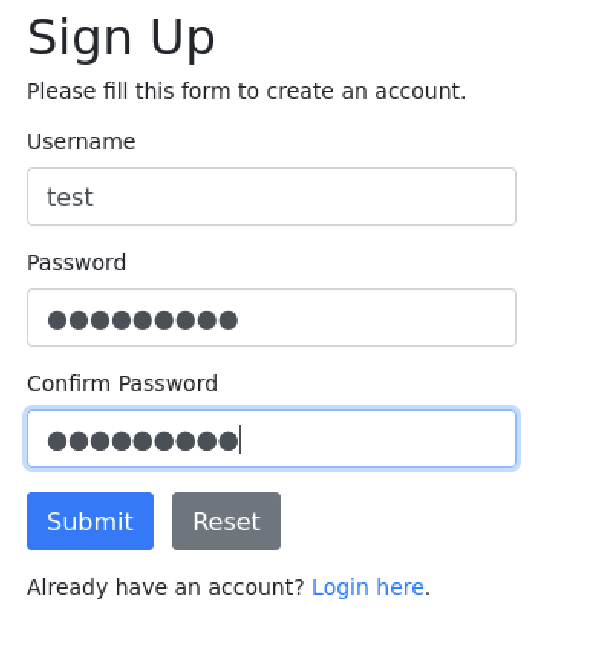 Sign Up
Please fill this form to create an account.
Username
test
Password
●●●●●●●●●
Confirm Password
●●●●●●●●●
Submit Reset
Already have an account? Login here.